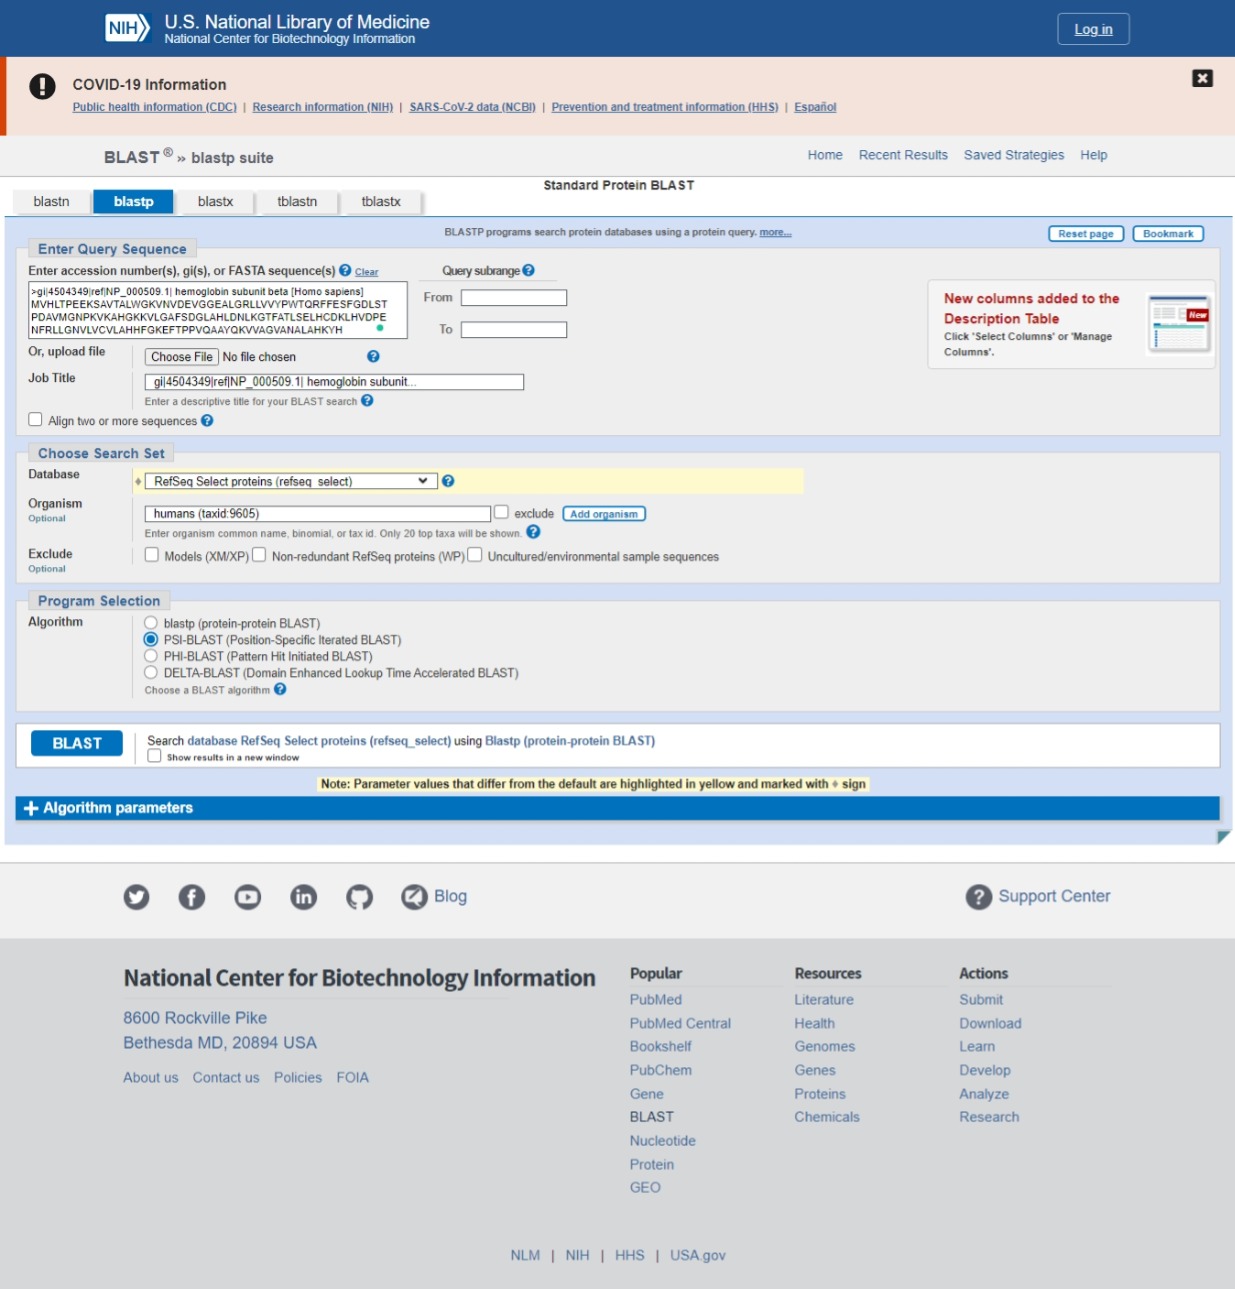 NIH
U.S. National Library of Medicine
National Center for Biotechnology Information
Log in
COVID-19 Information
Public health information (CDC) | Research information (NIH) | SARS-CoV-2 data (NCBI) | Prevention and treatment information (HHS) | Español
BLAST ® » blastp suite
Home Recent Results Saved Strategies Help
Standard Protein BLAST
blastn blastp blastx tblastn tblastx
BLASTP programs search protein databases using a protein query. more...
Reset page Bookmark
Enter Query Sequence
Enter accession number(s), gi(s), or FASTA sequence(s) Clear
Query subrange
>gi|4504349|ref|NP_000509.1| hemoglobin subunit beta [Homo sapiens]
MVHLTPEEKSAVTALWGKVNVDEVGGEALGRLLVVYPWTQRFFESFGDLST
PDAVMGNPKVKAHGKKVLGAFSDGLAHLDNLKGTFATLSELHCDKLHVDPE
NFRLLGNVLVCVLAHHFGKEFTPPVQAAYQKVVAGVANALAHKYH
From
To
New columns added to the
Description Table
Click 'Select Columns' or 'Manage
Columns'.
New
Or, upload file
Choose File No file chosen
Job Title
gi|4504349|ref|NP_000509.1| hemoglobin subunit...
Enter a descriptive title for your BLAST search
Align two or more sequences
Choose Search Set
Database
RefSeq Select proteins (refseq_select)
Organism
Optional
humans (taxid:9605)
exclude Add organism
Enter organism common name, binomial, or tax id. Only 20 top taxa will be shown.
Exclude
Optional
Models (XM/XP) Non-redundant RefSeq proteins (WP) Uncultured/environmental sample sequences
Program Selection
Algorithm
blastp (protein-protein BLAST)
PSI-BLAST (Position-Specific Iterated BLAST)
PHI-BLAST (Pattern Hit Initiated BLAST)
DELTA-BLAST (Domain Enhanced Lookup Time Accelerated BLAST)
Choose a BLAST algorithm
BLAST
Search database RefSeq Select proteins (refseq_select) using Blastp (protein-protein BLAST)
Show results in a new window
Note: Parameter values that differ from the default are highlighted in yellow and marked with ♦ sign
+ Algorithm parameters
Blog
Support Center
National Center for Biotechnology Information
8600 Rockville Pike
Bethesda MD, 20894 USA
About us Contact us Policies FOIA
Popular
PubMed
PubMed Central
Bookshelf
PubChem
Gene
BLAST
Nucleotide
Protein
GEO
Resources
Literature
Health
Genomes
Genes
Proteins
Chemicals
Actions
Submit
Download
Learn
Develop
Analyze
Research
NLM | NIH | HHS | USA.gov